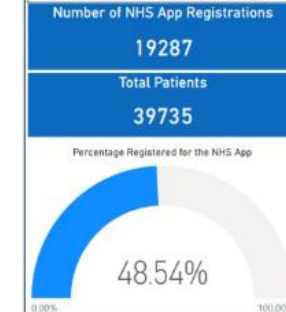 Number of NHS App Registrations
19287
Total Patients
39735
Percentage Registered for the NHS App
48.54%
0.00%
100.00